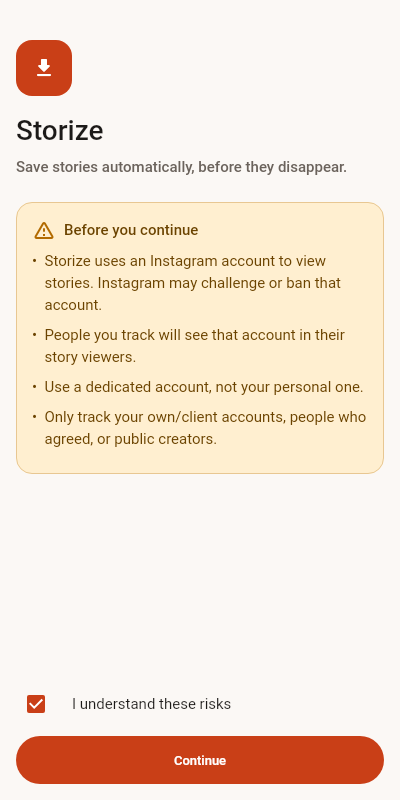 Storize
Save stories automatically, before they disappear.
Before you continue
• Storize uses an Instagram account to view
stories. Instagram may challenge or ban that
account.
• People you track will see that account in their
story viewers.
• Use a dedicated account, not your personal one.
• Only track your own/client accounts, people who
agreed, or public creators.
I understand these risks
Continue